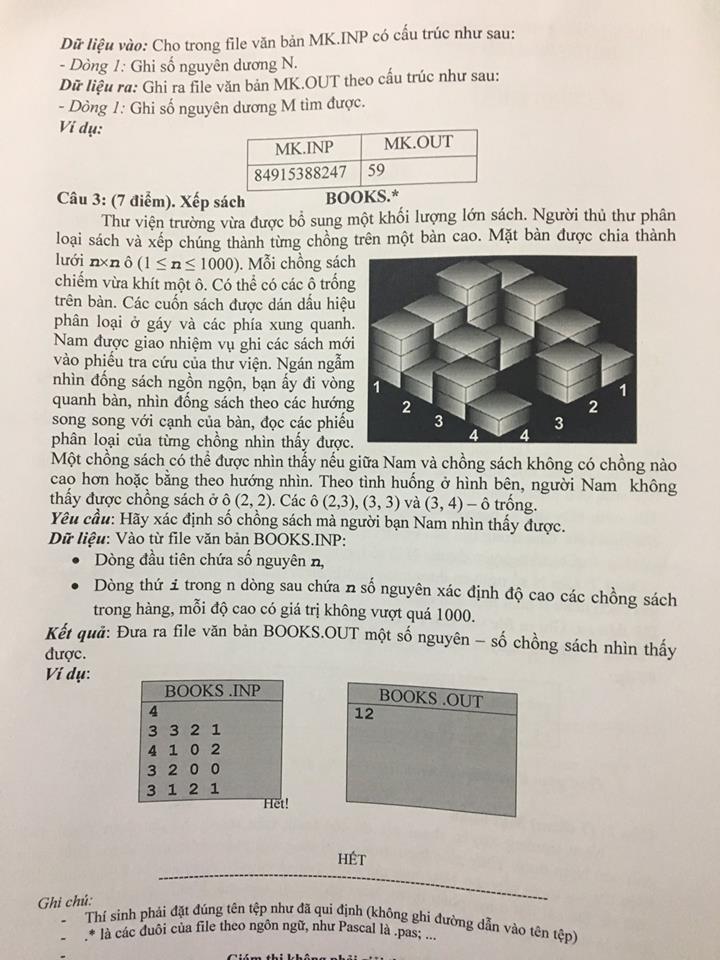 Dữ liệu vào: Cho trong file văn bản MK.INP có cấu trúc như sau:
- Dòng 1: Ghi số nguyên dương N.
Dữ liệu ra: Ghi ra file văn bản MK.OUT theo cấu trúc như sau:
- Dòng 1: Ghi số nguyên dương M tìm được.
Ví dụ:
MK.INP MK.OUT
84915388247 59
Câu 3: (7 điểm). Xếp sách BOOKS.*
Thư viện trường vừa được bổ sung một khối lượng lớn sách. Người thủ thư phân
loại sách và xếp chúng thành từng chồng trên một bàn cao. Mặt bàn được chia thành
lưới n×n ô (1 ≤ n ≤ 1000). Mỗi chồng sách
chiếm vừa khít một ô. Có thể có các ô trống
trên bàn. Các cuốn sách được dán dấu hiệu
phân loại ở gáy và các phía xung quanh.
Nam được giao nhiệm vụ ghi các sách mới
vào phiếu tra cứu của thư viện. Ngán ngẫm
nhìn đống sách ngồn ngộn, bạn ấy đi vòng
quanh bàn, nhìn đống sách theo các hướng
song song với cạnh của bàn, đọc các phiếu
phân loại của từng chồng nhìn thấy được.
1 2 3 4 4 3 2 1
Một chồng sách có thể được nhìn thấy nếu giữa Nam và chồng sách không có chồng nào
cao hơn hoặc bằng theo hướng nhìn. Theo tình huống ở hình bên, người Nam không
thấy được chồng sách ở ô (2, 2). Các ô (2,3), (3, 3) và (3, 4) – ô trống.
Yêu cầu: Hãy xác định số chồng sách mà người bạn Nam nhìn thấy được.
Dữ liệu: Vào từ file văn bản BOOKS.INP:
• Dòng đầu tiên chứa số nguyên n,
• Dòng thứ i trong n dòng sau chứa n số nguyên xác định độ cao các chồng sách
trong hàng, mỗi độ cao có giá trị không vượt quá 1000.
Kết quả: Đưa ra file văn bản BOOKS.OUT một số nguyên – số chồng sách nhìn thấy
được.
Ví dụ:
BOOKS .INP BOOKS .OUT
4 12
3 3 2 1
4 1 0 2
3 2 0 0
3 1 2 1
Hết!
HẾT
Ghi chú:
- Thí sinh phải đặt đúng tên tệp như đã qui định (không ghi đường dẫn vào tên tệp)
- .* là các đuôi của file theo ngôn ngữ, như Pascal là .pas; ...
- Giám thị không